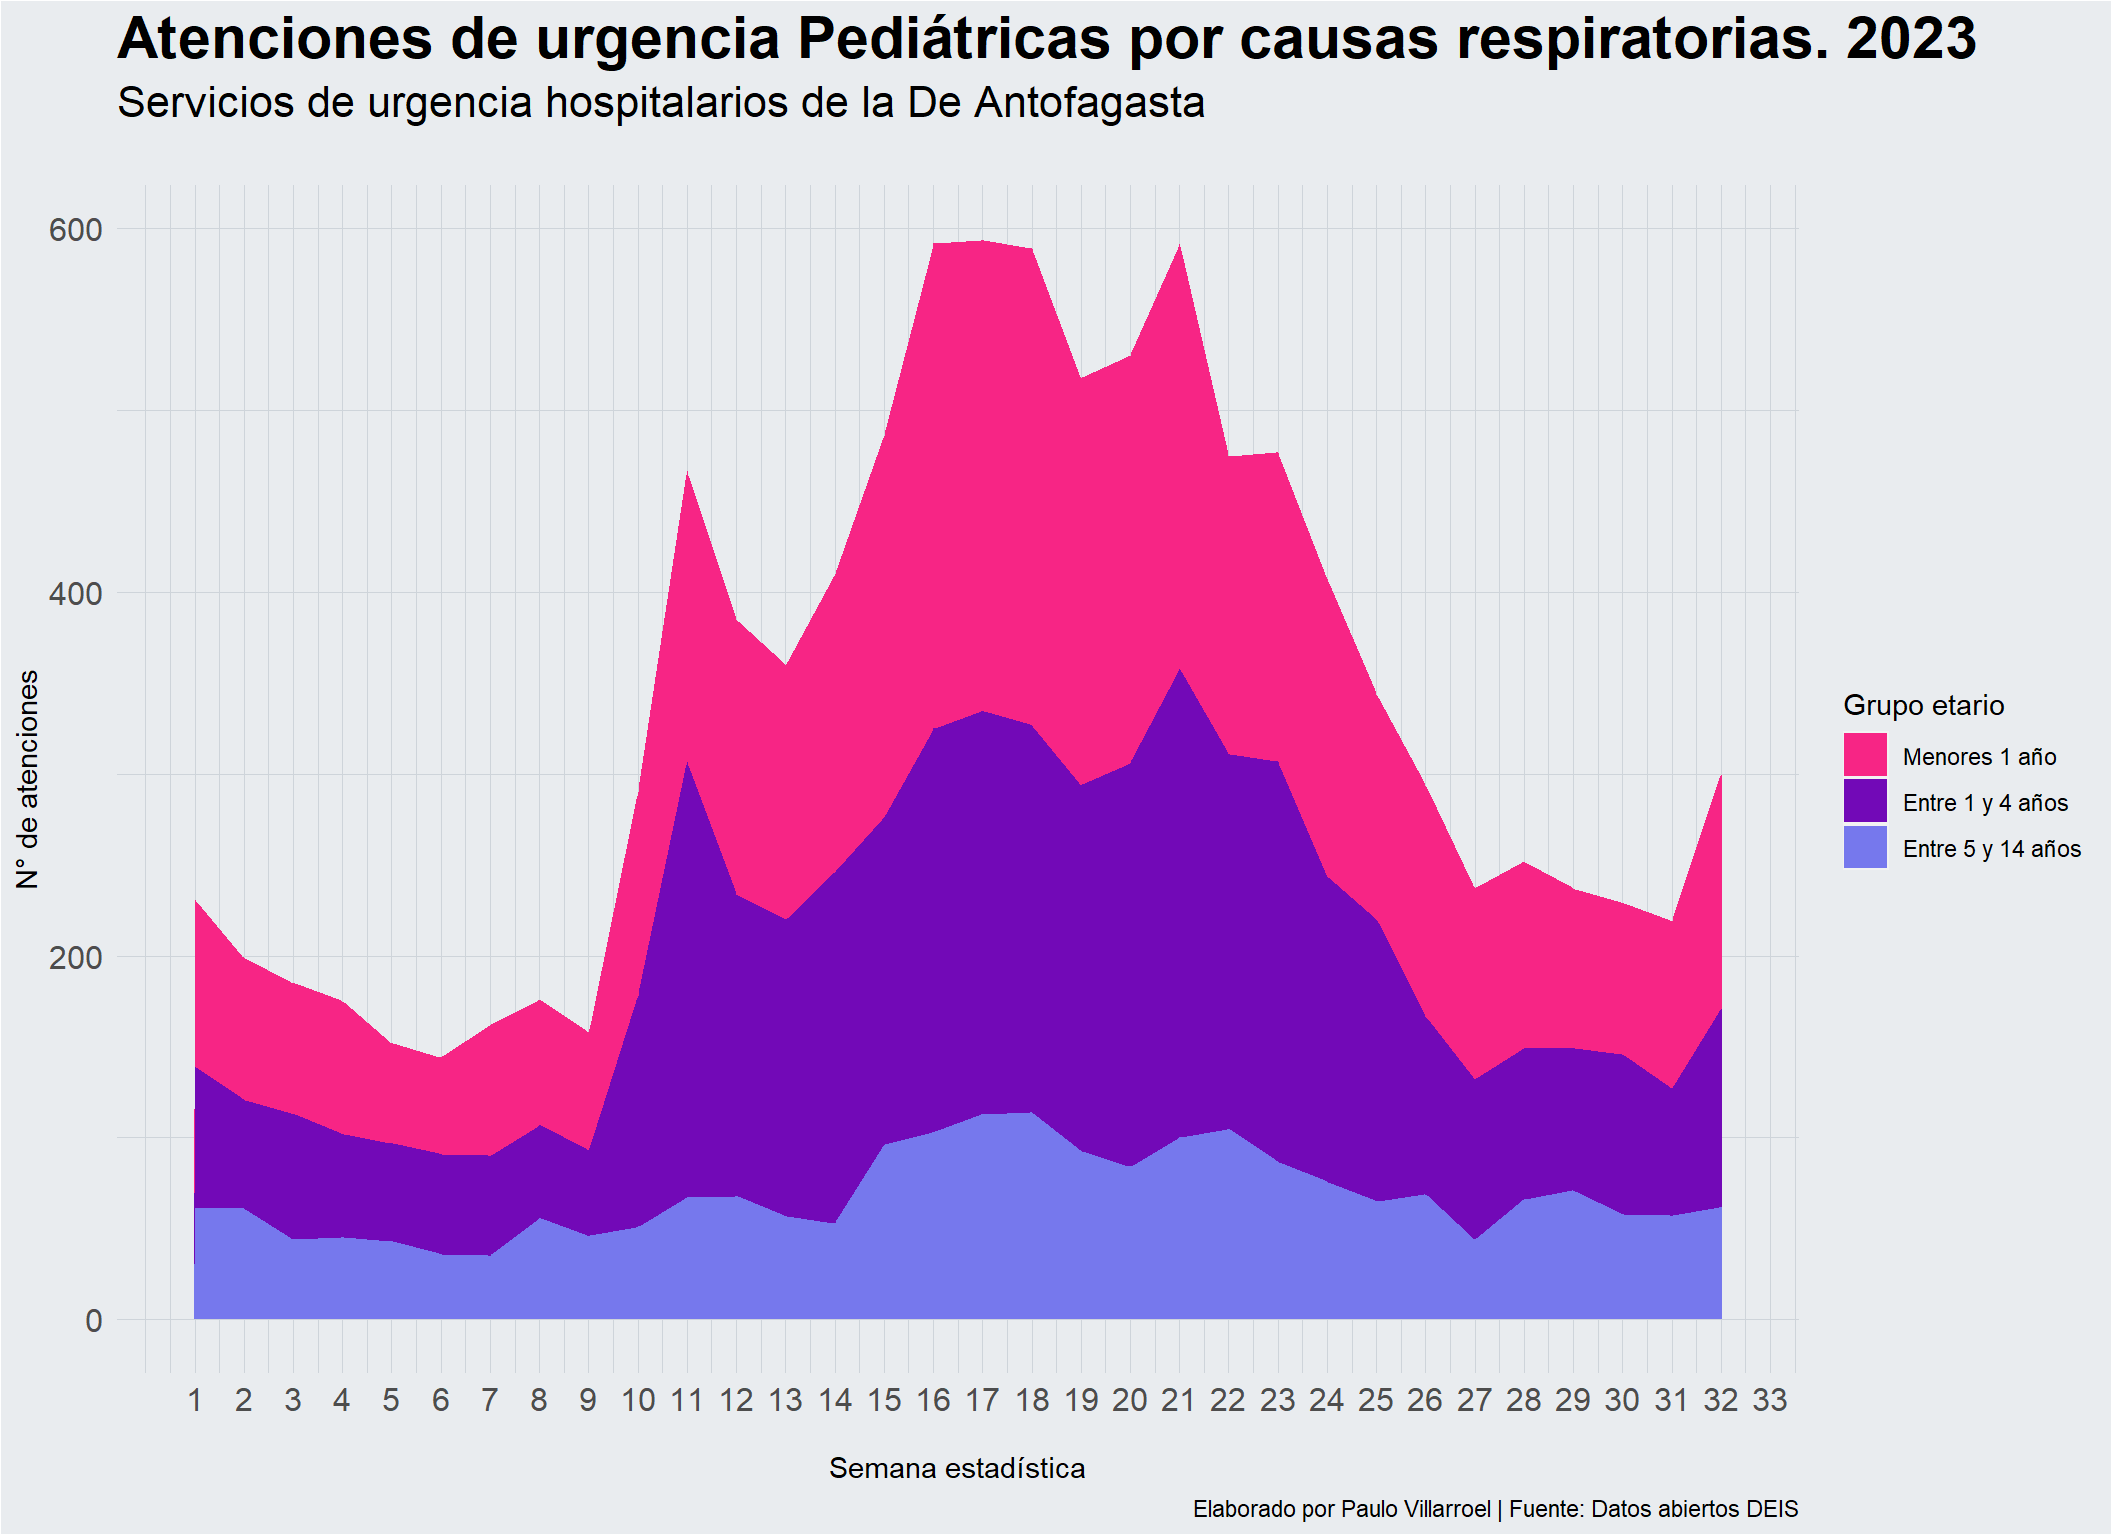 Atenciones de urgencia Pediátricas por causas respiratorias. 2023
Servicios de urgencia hospitalarios de la De Antofagasta
600
400
200
0
N° de atenciones
1 2 3 4 5 6 7 8 9 10 11 12 13 14 15 16 17 18 19 20 21 22 23 24 25 26 27 28 29 30 31 32 33
Semana estadística
Grupo etario
Menores 1 año
Entre 1 y 4 años
Entre 5 y 14 años
Elaborado por Paulo Villarroel | Fuente: Datos abiertos DEIS